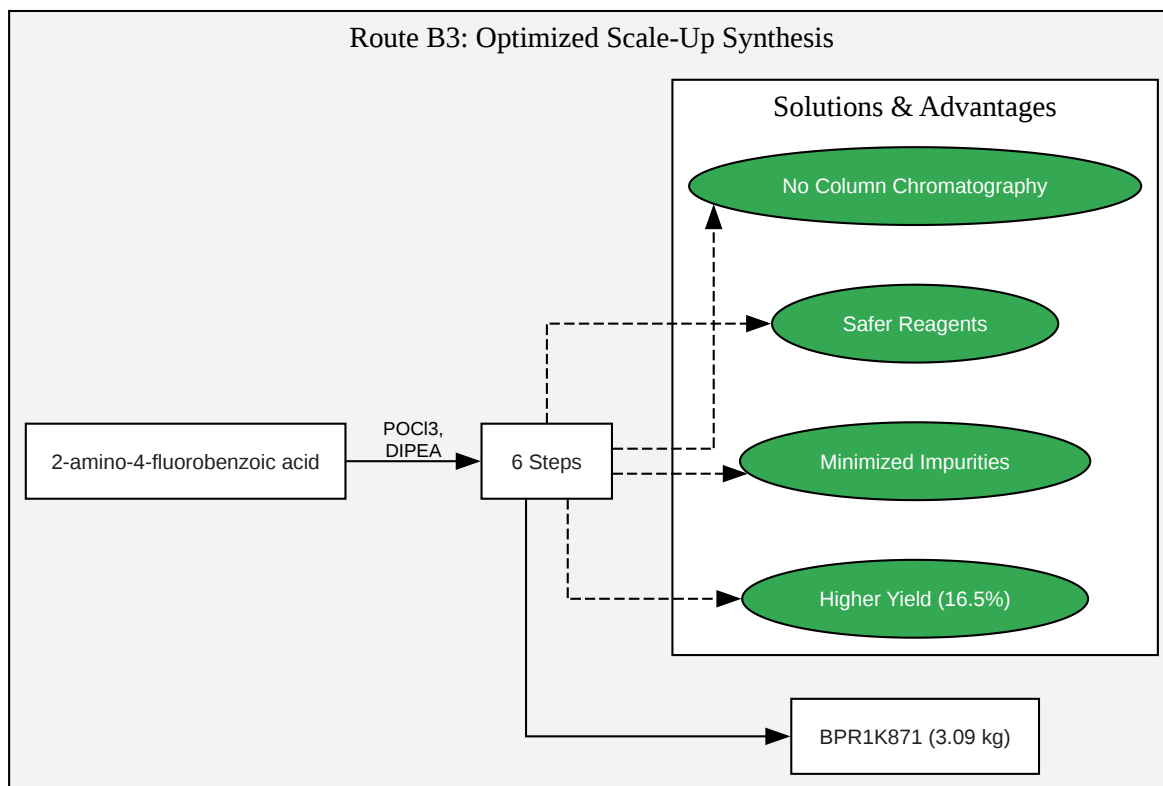 Route B3: Optimized Scale-Up Synthesis
Solutions & Advantages
No Column Chromatography
Safer Reagents
2-amino-4-fluorobenzoic acid
POCl3,
DIPEA
6 Steps
Minimized Impurities
Higher Yield (16.5%)
BPR1K871 (3.09 kg)